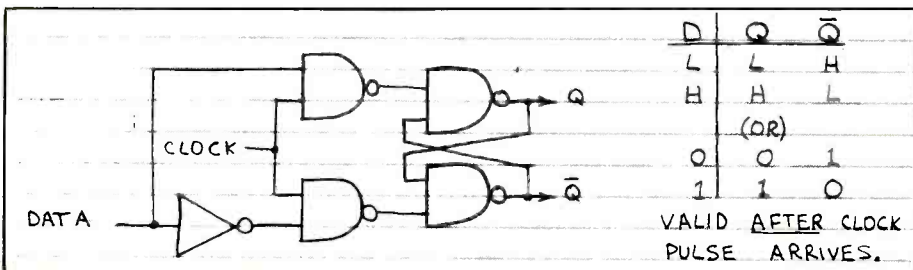 CLOCK
DATA
Q
Q̅
D Q Q̅
L L H
H H L
(OR)
0 0 1
1 1 0
VALID AFTER CLOCK
PULSE ARRIVES.